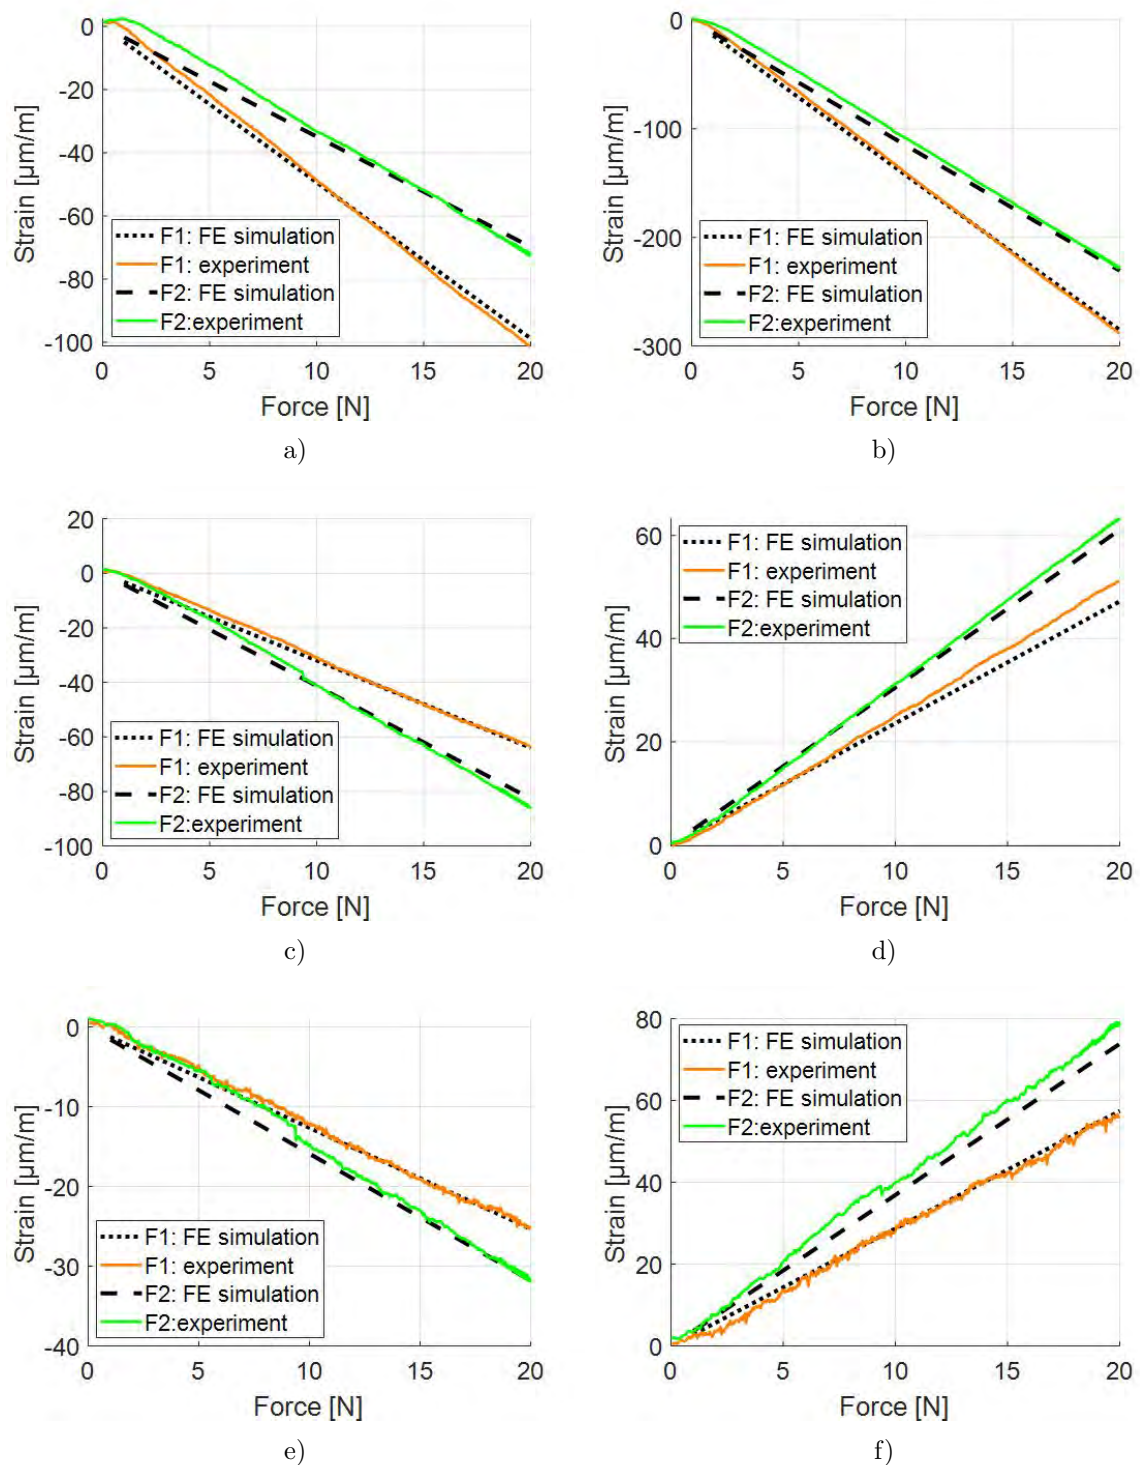 0
-20
-40
-60
-80
-100
0
5
10
15
20
Strain [µm/m]
Force [N]
F1: FE simulation
F1: experiment
F2: FE simulation
F2:experiment
a)
0
-100
-200
-300
0
5
10
15
20
Strain [µm/m]
Force [N]
F1: FE simulation
F1: experiment
F2: FE simulation
F2:experiment
b)
20
0
-20
-40
-60
-80
-100
0
5
10
15
20
Strain [µm/m]
Force [N]
F1: FE simulation
F1: experiment
F2: FE simulation
F2:experiment
c)
60
40
20
0
0
5
10
15
20
Strain [µm/m]
Force [N]
F1: FE simulation
F1: experiment
F2: FE simulation
F2:experiment
d)
0
-10
-20
-30
-40
0
5
10
15
20
Strain [µm/m]
Force [N]
F1: FE simulation
F1: experiment
F2: FE simulation
F2:experiment
e)
80
60
40
20
0
0
5
10
15
20
Strain [µm/m]
Force [N]
F1: FE simulation
F1: experiment
F2: FE simulation
F2:experiment
f)